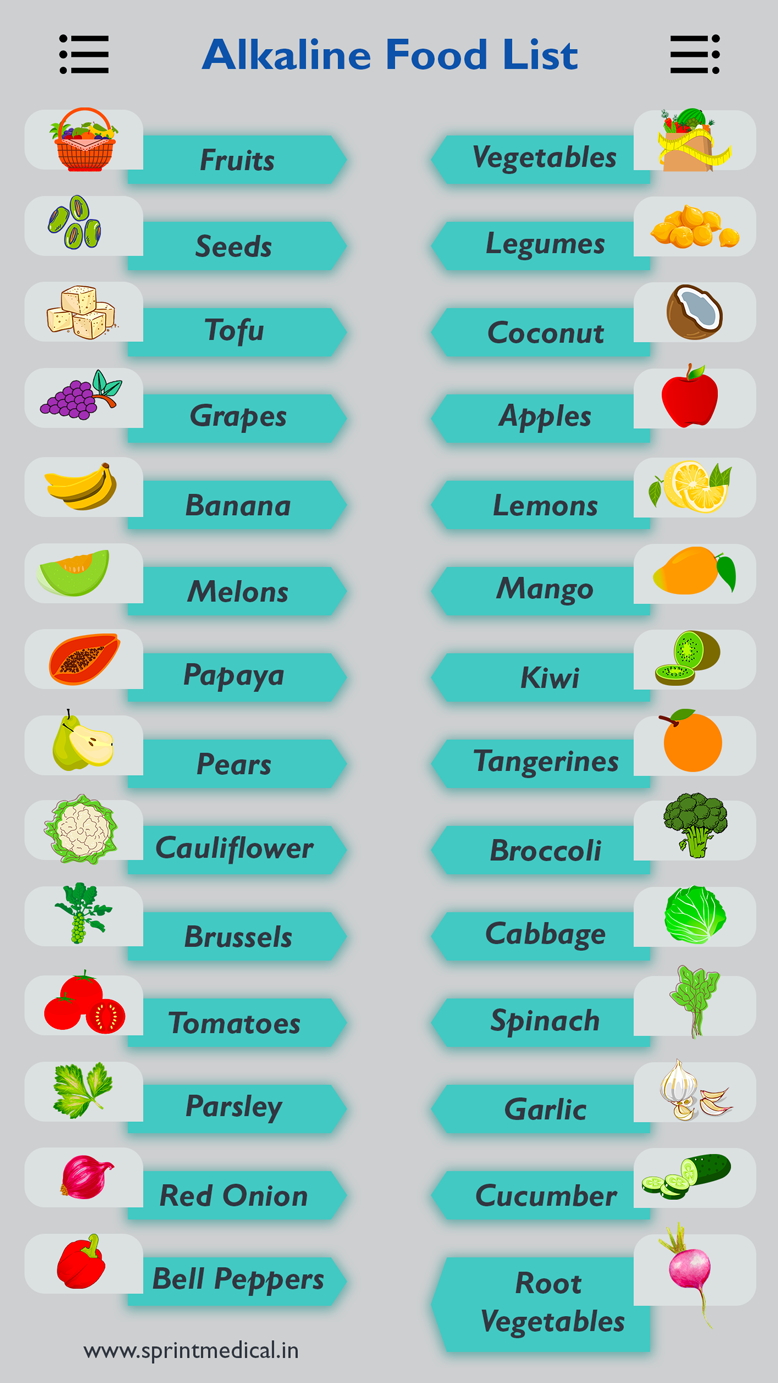 Alkaline Food List
Fruits
Vegetables
Seeds
Legumes
Tofu
Coconut
Grapes
Apples
Banana
Lemons
Melons
Mango
Papaya
Kiwi
Pears
Tangerines
Cauliflower
Broccoli
Brussels
Cabbage
Tomatoes
Spinach
Parsley
Garlic
Red Onion
Cucumber
Bell Peppers
Root
Vegetables
www.sprintmedical.in